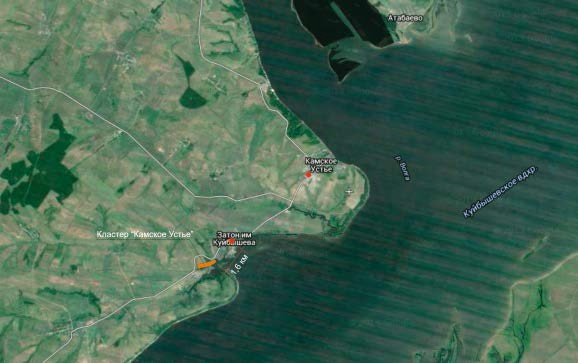 Атабаево
Камское
Устье
р. Волга
Куйбышевское вдхр.
Кластер "Камское Устье"
Затон им
Куйбышева
1,6 км